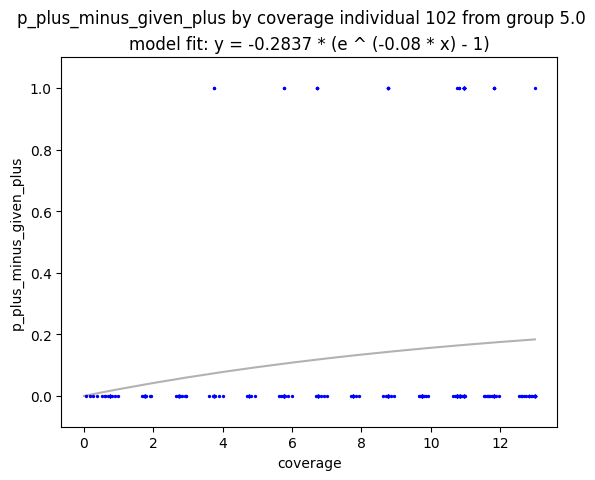 p_plus_minus_given_plus by coverage individual 102 from group 5.0
model fit: y = -0.2837 * (e ^ (-0.08 * x) - 1)
1.0
0.8
0.6
0.4
0.2
0.0
p_plus_minus_given_plus
0 2 4 6 8 10 12
coverage